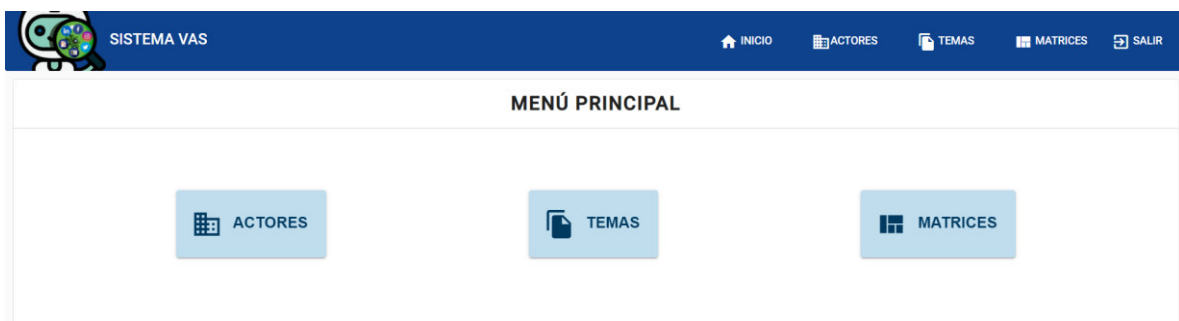 SISTEMA VAS INICIO ACTORES TEMAS MATRICES SALIR
MENÚ PRINCIPAL
ACTORES TEMAS MATRICES